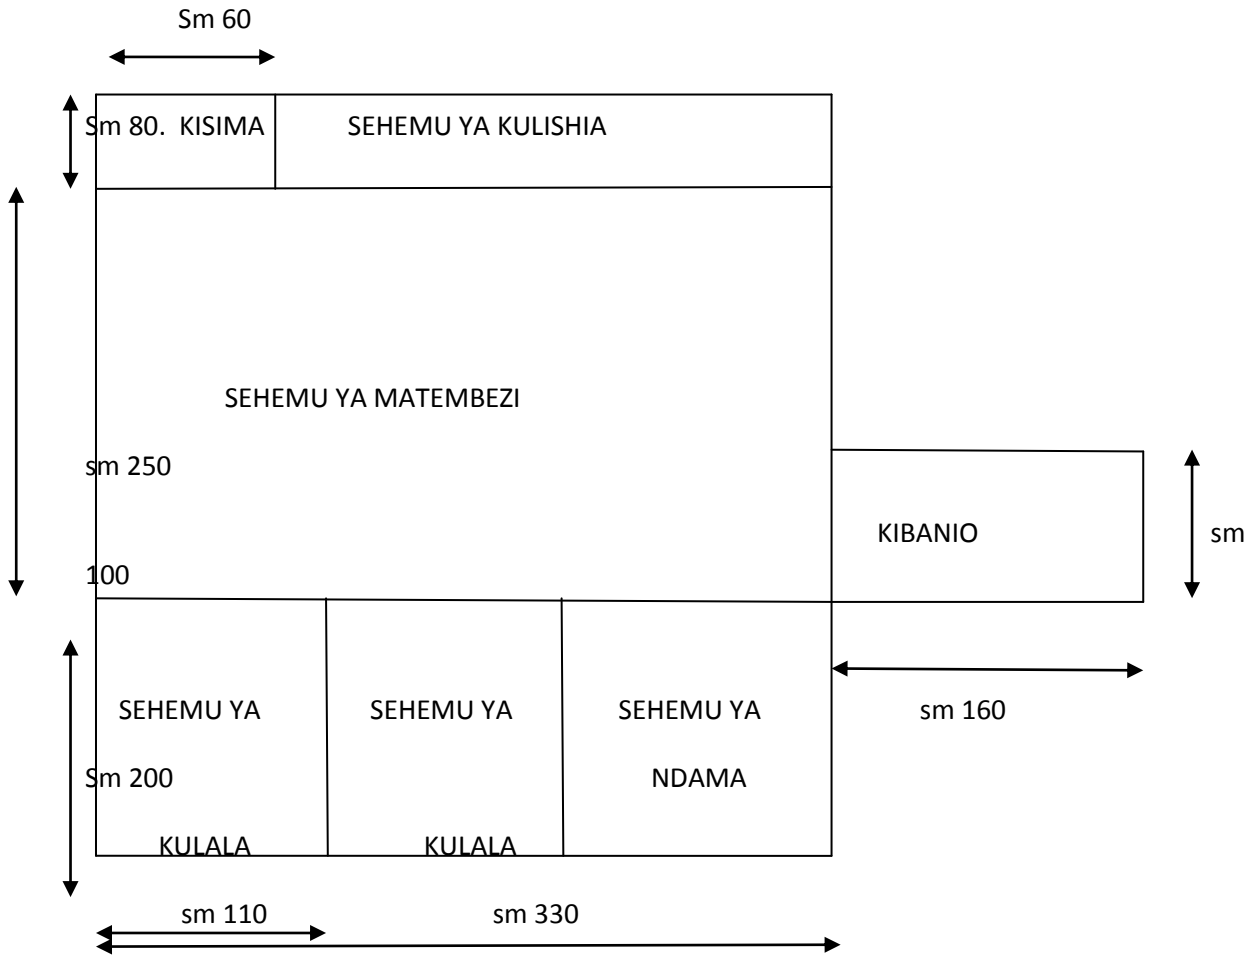 Sm 60
Sm 80. KISIMA SEHEMU YA KULISHIA
SEHEMU YA MATEMBEZI
sm 250
KIBANIO sm
100
SEHEMU YA SEHEMU YA SEHEMU YA sm 160
Sm 200 NDAMA
KULALA KULALA
sm 110 sm 330